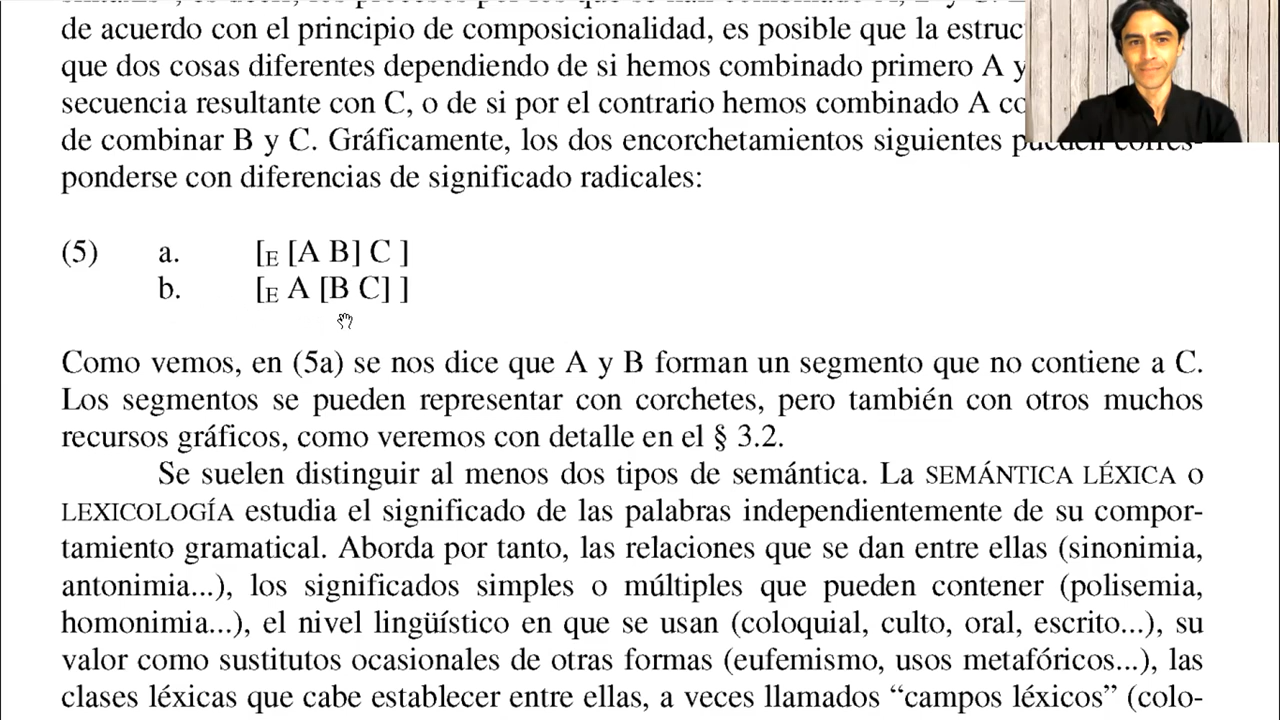 de acuerdo con el principio de composicionalidad, es posible que la estruc
que dos cosas diferentes dependiendo de si hemos combinado primero A y
secuencia resultante con C, o de si por el contrario hemos combinado A co
de combinar B y C. Gráficamente, los dos encorchetamientos siguientes pueden corres-
ponderse con diferencias de significado radicales:
(5) a. [E [A B] C ]
b. [E A [B C] ]
Como vemos, en (5a) se nos dice que A y B forman un segmento que no contiene a C.
Los segmentos se pueden representar con corchetes, pero también con otros muchos
recursos gráficos, como veremos con detalle en el § 3.2.
Se suelen distinguir al menos dos tipos de semántica. La SEMÁNTICA LÉXICA o
LEXICOLOGÍA estudia el significado de las palabras independientemente de su compor-
tamiento gramatical. Aborda por tanto, las relaciones que se dan entre ellas (sinonimia,
antonimia...), los significados simples o múltiples que pueden contener (polisemia,
homonimia...), el nivel lingüístico en que se usan (coloquial, culto, oral, escrito...), su
valor como sustitutos ocasionales de otras formas (eufemismo, usos metafóricos...), las
clases léxicas que cabe establecer entre ellas, a veces llamados “campos léxicos” (colo-